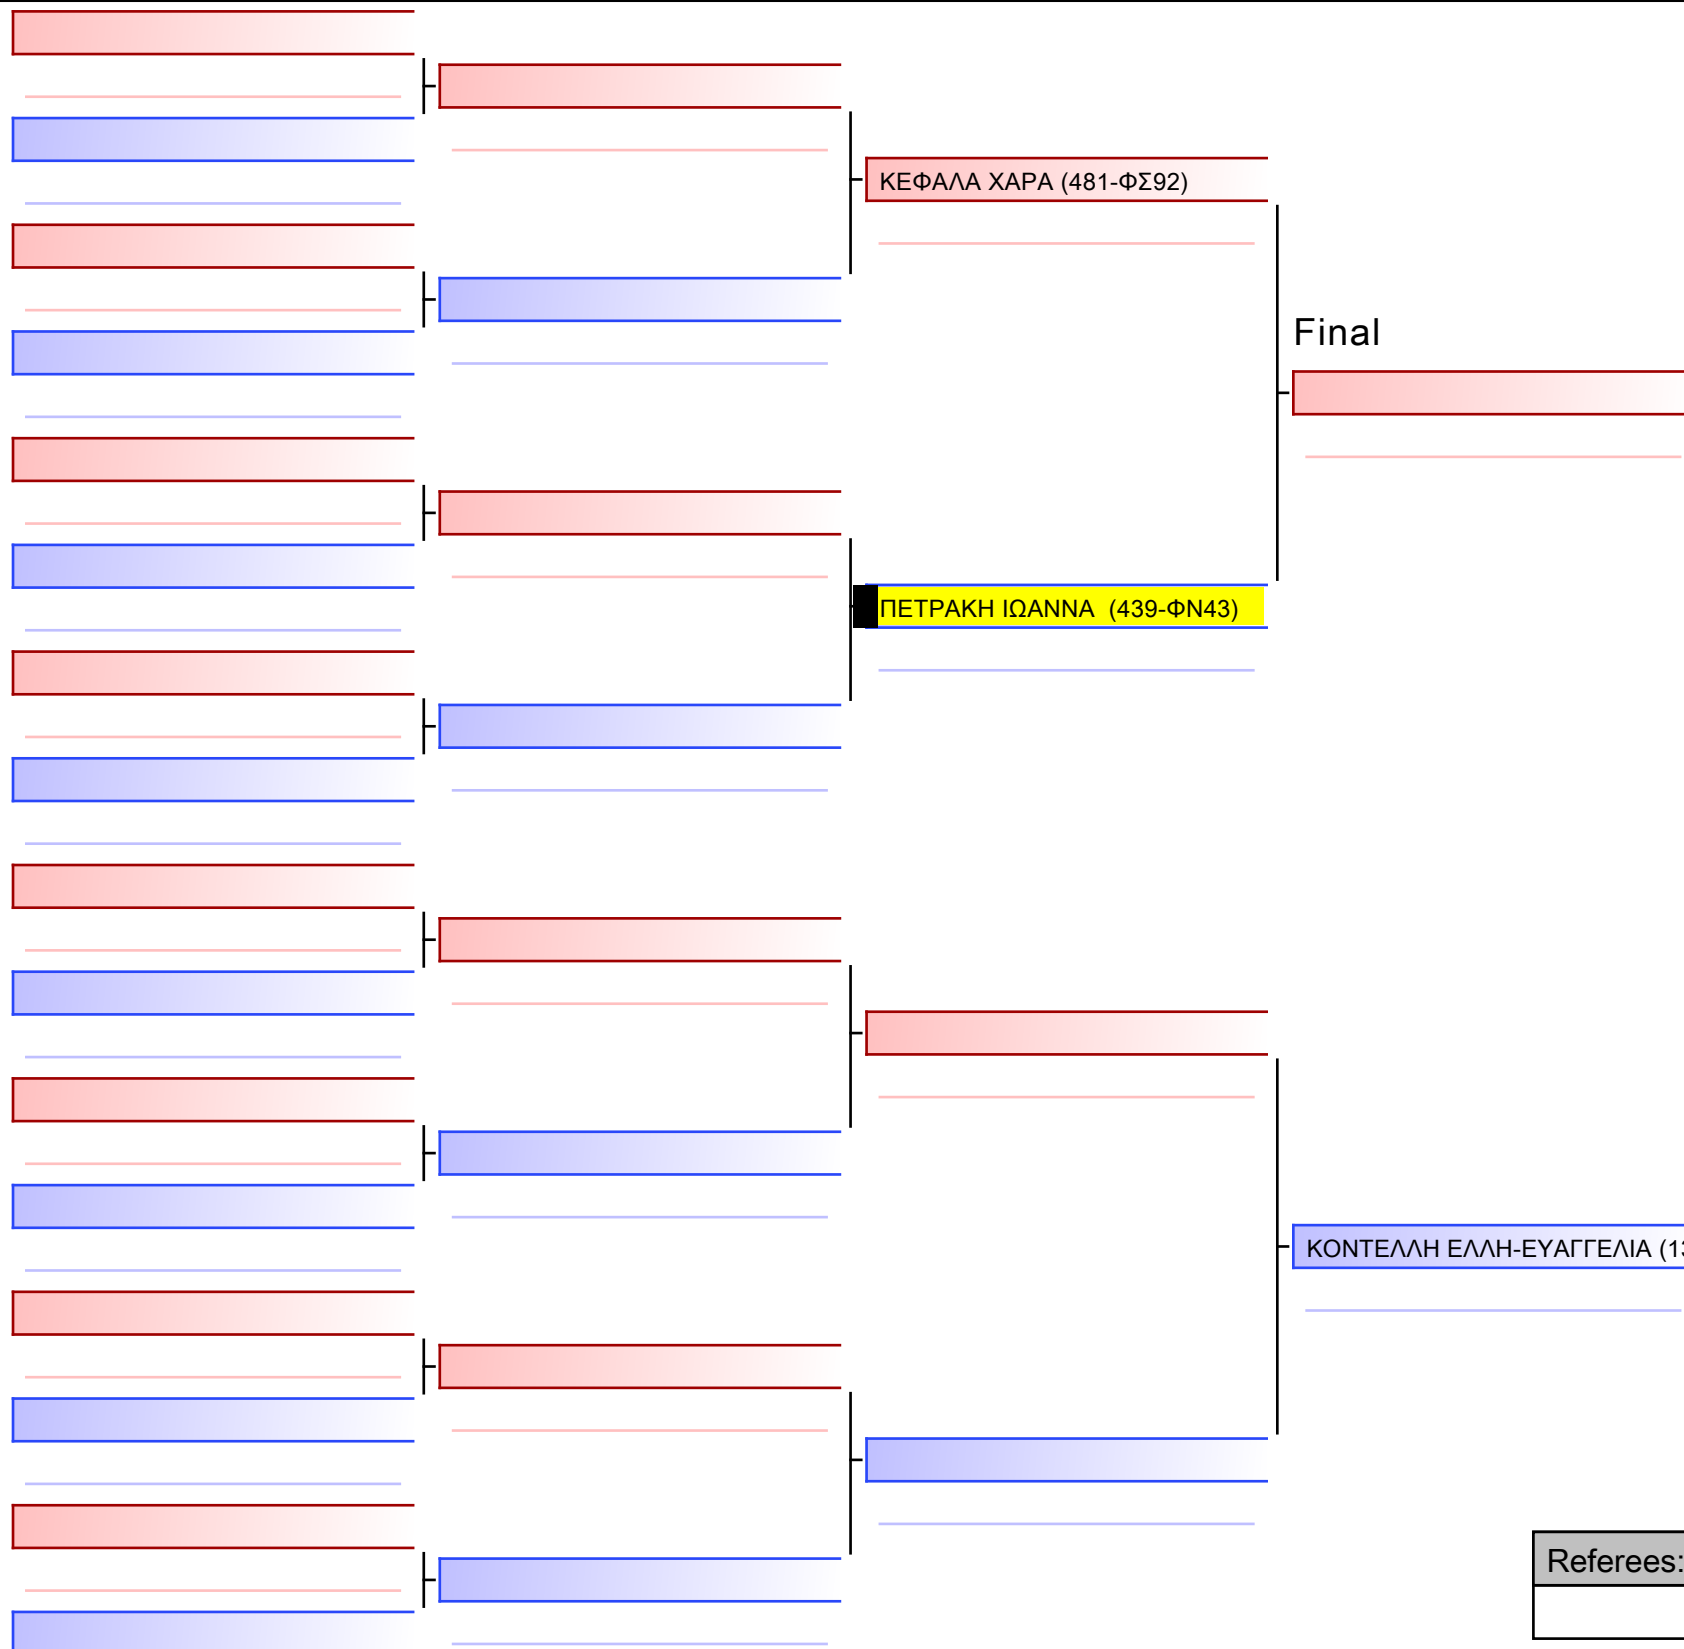 ΚΕΦΑΛΑ ΧΑΡΑ (481-ΦΣ92)
Final
ΠΕΤΡΑΚΗ ΙΩΑΝΝΑ (439-ΦΝ43)
ΚΟΝΤΕΛΛΗ ΕΛΛΗ-ΕΥΑΓΓΕΛΙΑ
Referees: